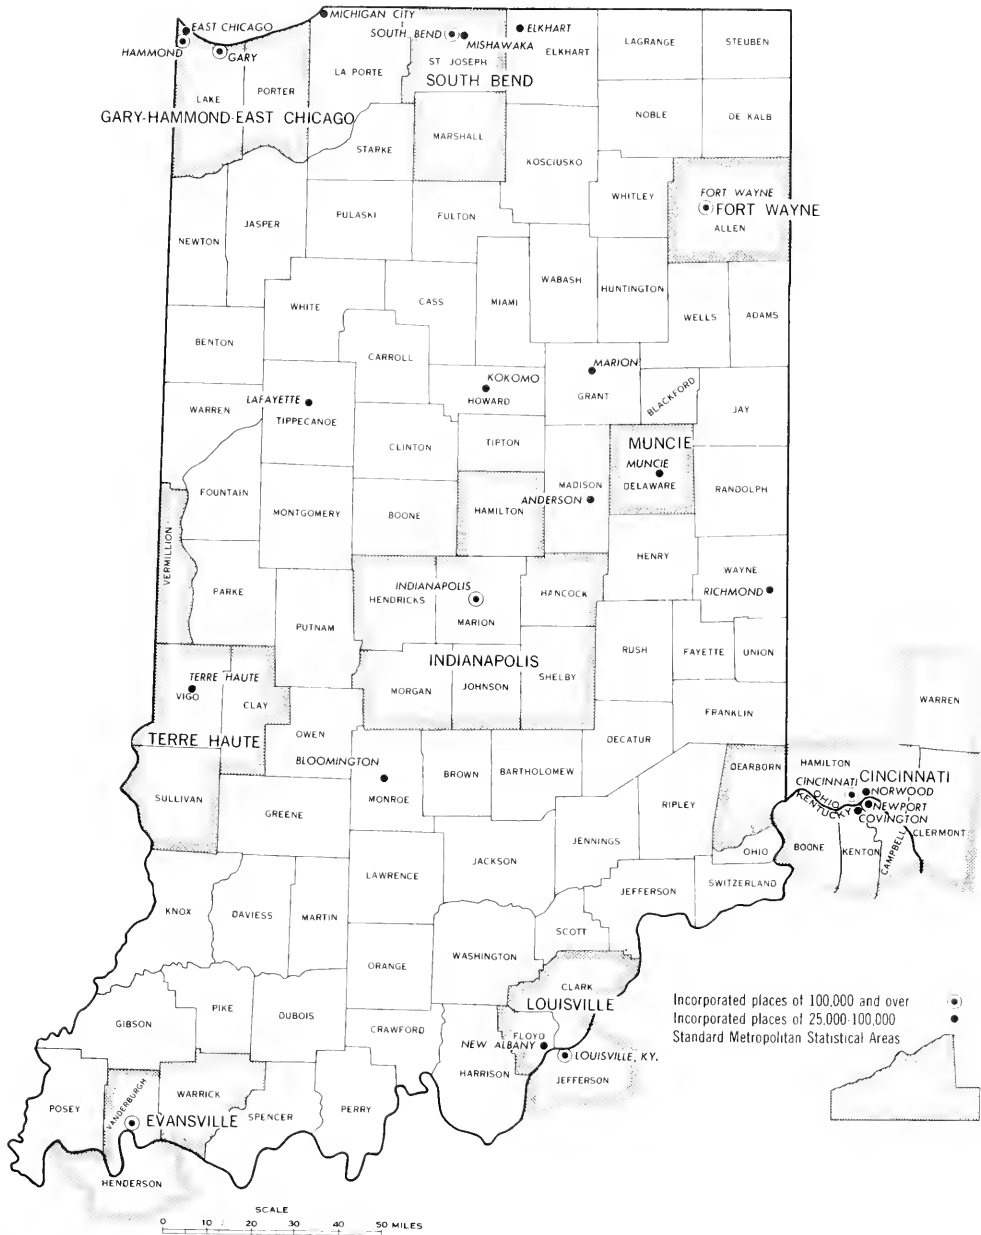 MICHIGAN CITY
EAST CHICAGO
SOUTH BEND
ELKHART
MISHAWAKA
HAMMOND
GARY
ST JOSEPH
ELKHART
LAGRANGE
STEUBEN
LA PORTE
SOUTH BEND
LAKE
PORTER
GARY-HAMMOND-EAST CHICAGO
NOBLE
DE KALB
MARSHALL
STARKE
KOSCIUSKO
WHITLEY
FORT WAYNE
FORT WAYNE
ALLEN
NEWTON
JASPER
PULASKI
FULTON
WHITE
CASS
MIAMI
WABASH
HUNTINGTON
WELLS
ADAMS
BENTON
CARROLL
MARION
KOKOMO
HOWARD
GRANT
BLACKFORD
JAY
WARREN
LAFAYETTE
TIPPECANOE
CLINTON
TIPTON
MUNCIE
MUNCIE
DELAWARE
MADISON
ANDERSON
RANDOLPH
FOUNTAIN
MONTGOMERY
BOONE
HAMILTON
VERMILLION
HENRY
WAYNE
RICHMOND
PARKE
PUTNAM
INDIANAPOLIS
HENDRICKS
MARION
HANCOCK
INDIANAPOLIS
RUSH
FAYETTE
UNION
TERRE HAUTE
VIGO
CLAY
MORGAN
JOHNSON
SHELBY
FRANKLIN
WARREN
TERRE HAUTE
OWEN
DECATUR
BLOOMINGTON
MONROE
BROWN
BARTHOLOMEW
DEARBORN
HAMILTON
CINCINNATI
CINCINNATI
NORWOOD
OHIO
KENTUCKY
NEWPORT
COVINGTON
CLERMONT
SULLIVAN
GREENE
RIPLEY
JENNINGS
OHIO
BOONE
KENTON
CAMPBELL
LAWRENCE
JACKSON
JEFFERSON
SWITZERLAND
KNOX
DAVIESS
MARTIN
SCOTT
ORANGE
WASHINGTON
CLARK
LOUISVILLE
GIBSON
PIKE
DUBOIS
CRAWFORD
FLOYD
NEW ALBANY
LOUISVILLE, KY.
HARRISON
JEFFERSON
Incorporated places of 100,000 and over
Incorporated places of 25,000-100,000
Standard Metropolitan Statistical Areas
POSEY
VANDERBURGH
WARRICK
EVANSVILLE
SPENCER
PERRY
HENDERSON
SCALE
0 10 20 30 40 50 MILES